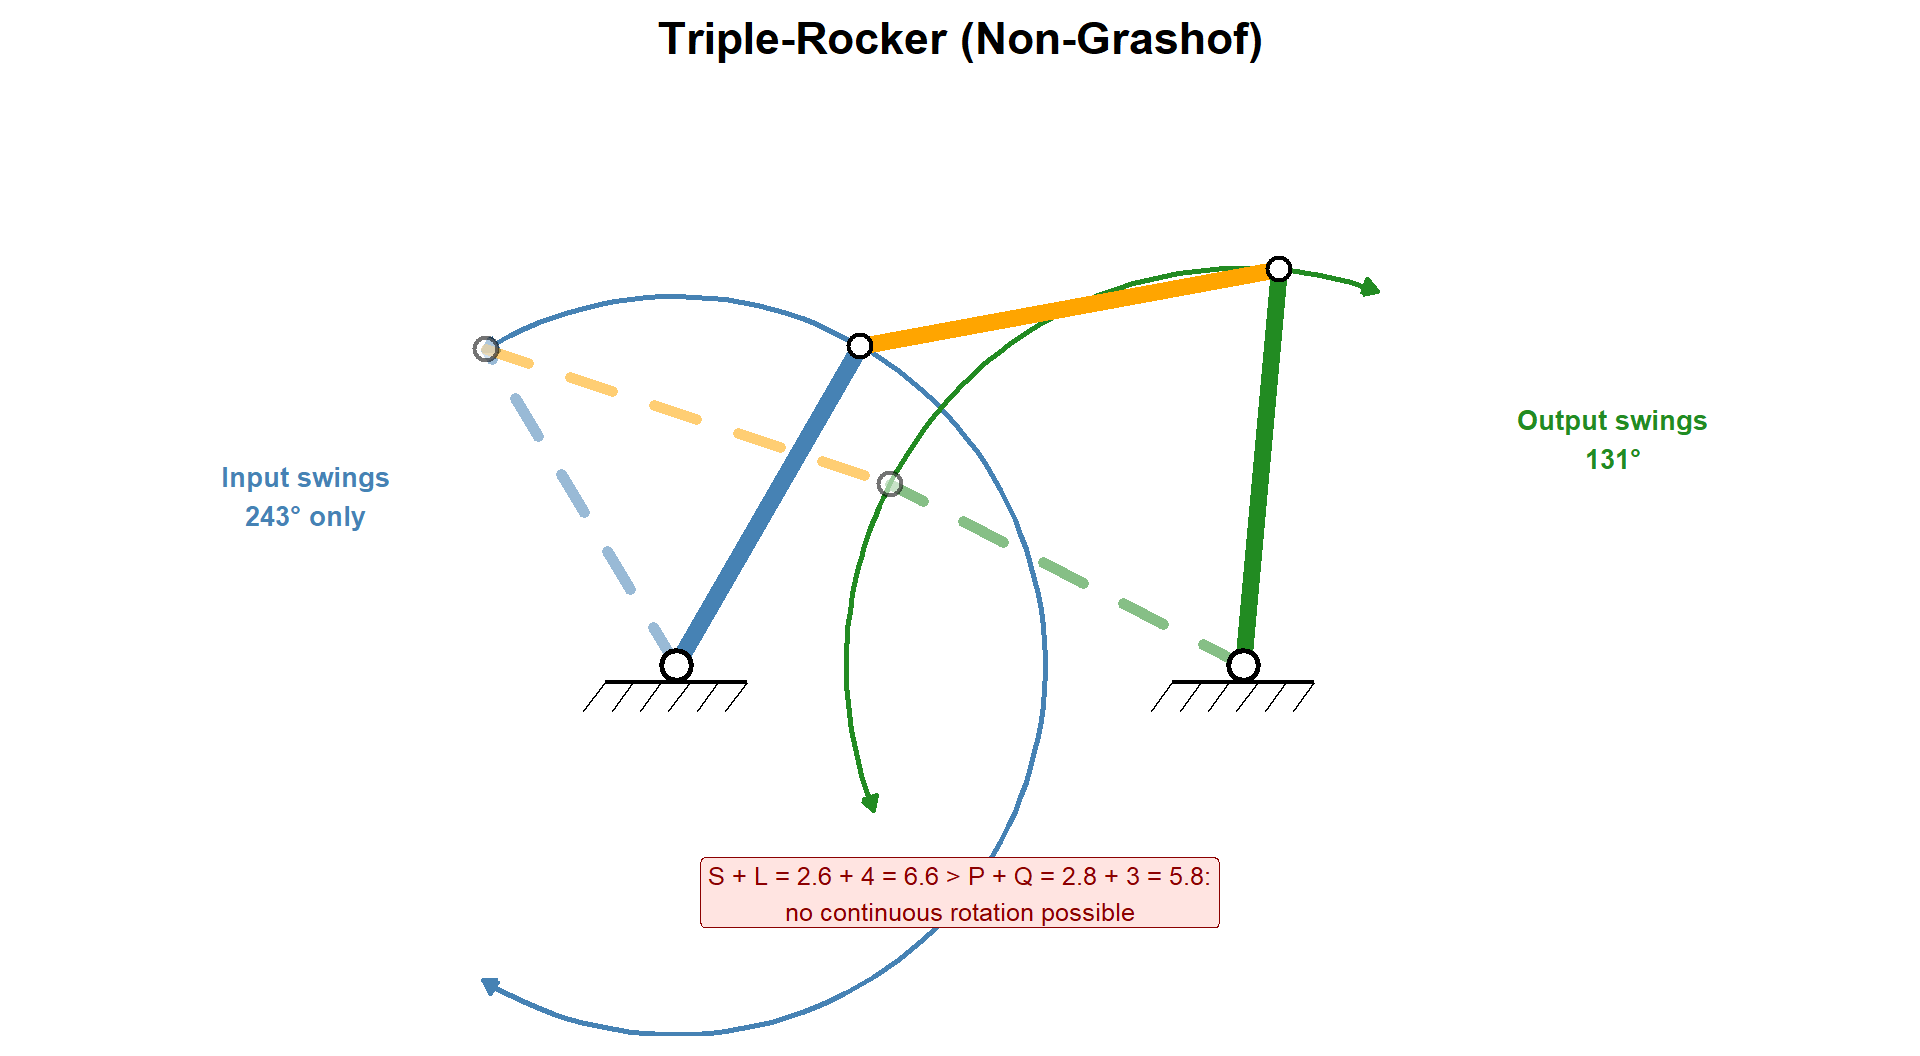 Triple-Rocker (Non-Grashof)
Input swings
243° only
Output swings
131°
S + L = 2.6 + 4 = 6.6 > P + Q = 2.8 + 3 = 5.8:
no continuous rotation possible